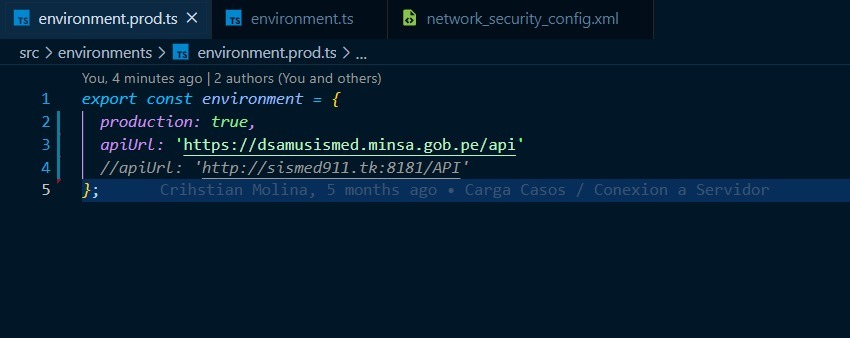 TS environment.prod.ts × TS environment.ts network_security_config.xml
src > environments > TS environment.prod.ts > ...
You, 4 minutes ago | 2 authors (You and others)
1 export const environment = {
2 production: true,
3 apiUrl: 'https://dsamusismed.minsa.gob.pe/api'
4 //apiUrl: 'http://sismed911.tk:8181/API'
5 }; Crihstian Molina, 5 months ago • Carga Casos / Conexion a Servidor